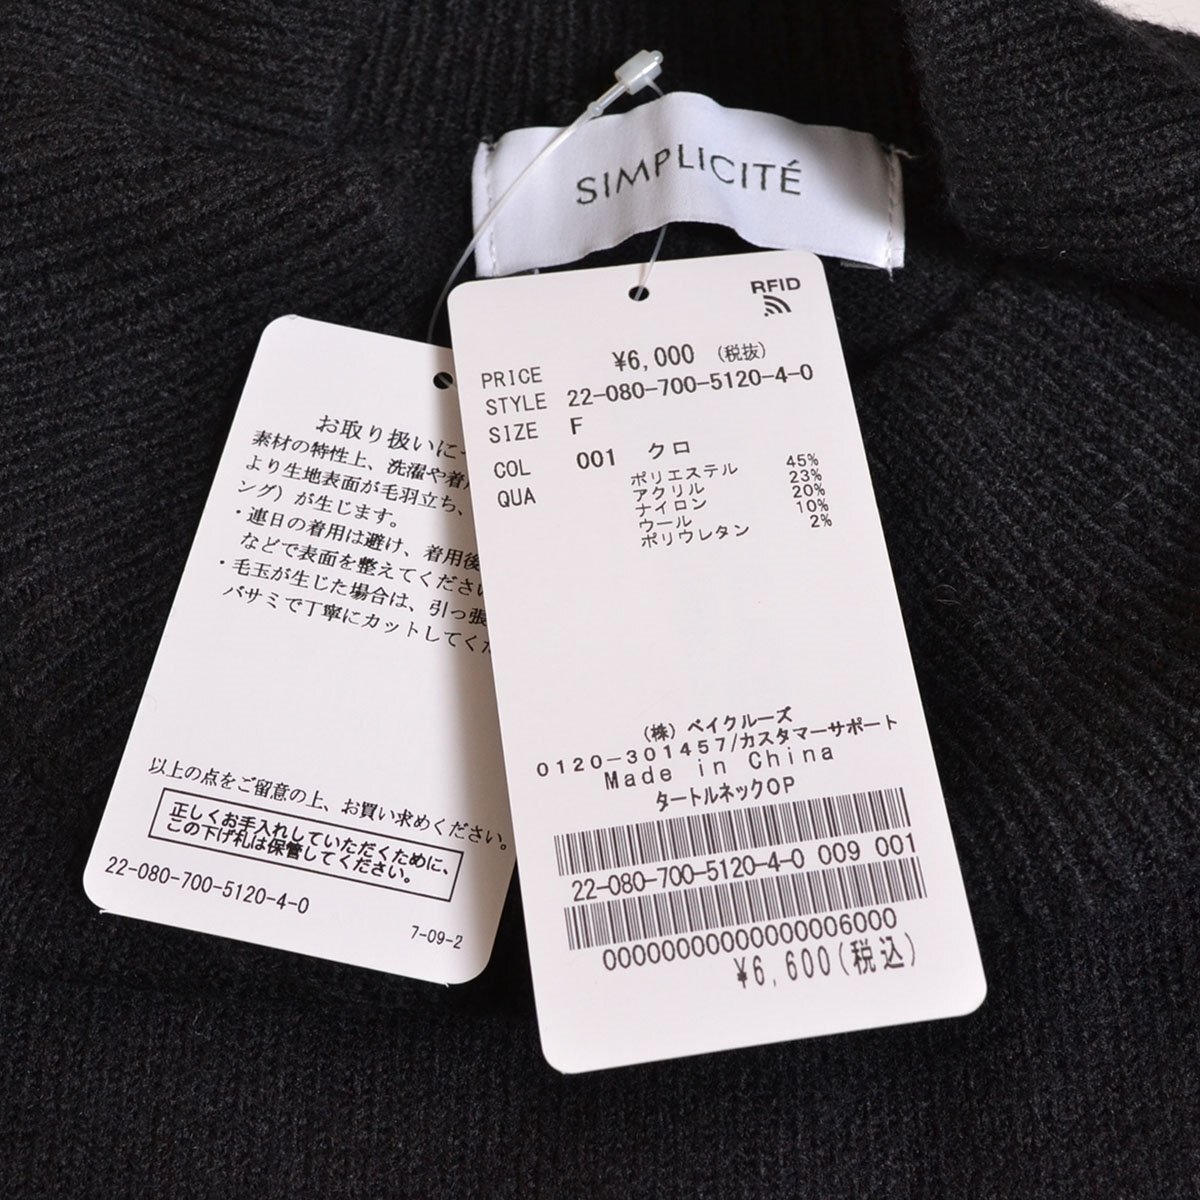 SIMPLICITÉ
RFID
PRICE ¥6,000 (税抜)
STYLE 22-080-700-5120-4-0
SIZE F
COL 001 クロ
QUA ポリエステル 45%
アクリル 23%
ナイロン 20%
ウール 10%
ポリウレタン 2%
(株) ベイクルーズ
0120-301457/カスタマーサポート
Made in China
タートルネックOP
22-080-700-5120-4-0 009 001
00000000000000006000
¥6,600(税込)
お取り扱いに
素材の特性上、洗濯や着
より生地表面が毛羽立ち、
ング)が生じます。
・連日の着用は避け、着用後
などで表面を整えてください
・毛玉が生じた場合は、引っ張
バサミで丁寧にカットしてくだ
以上の点をご留意の上、お買い求めください。
正しくお手入れしていただくために、
この下げ札は保管してください。
22-080-700-5120-4-0
7-09-2